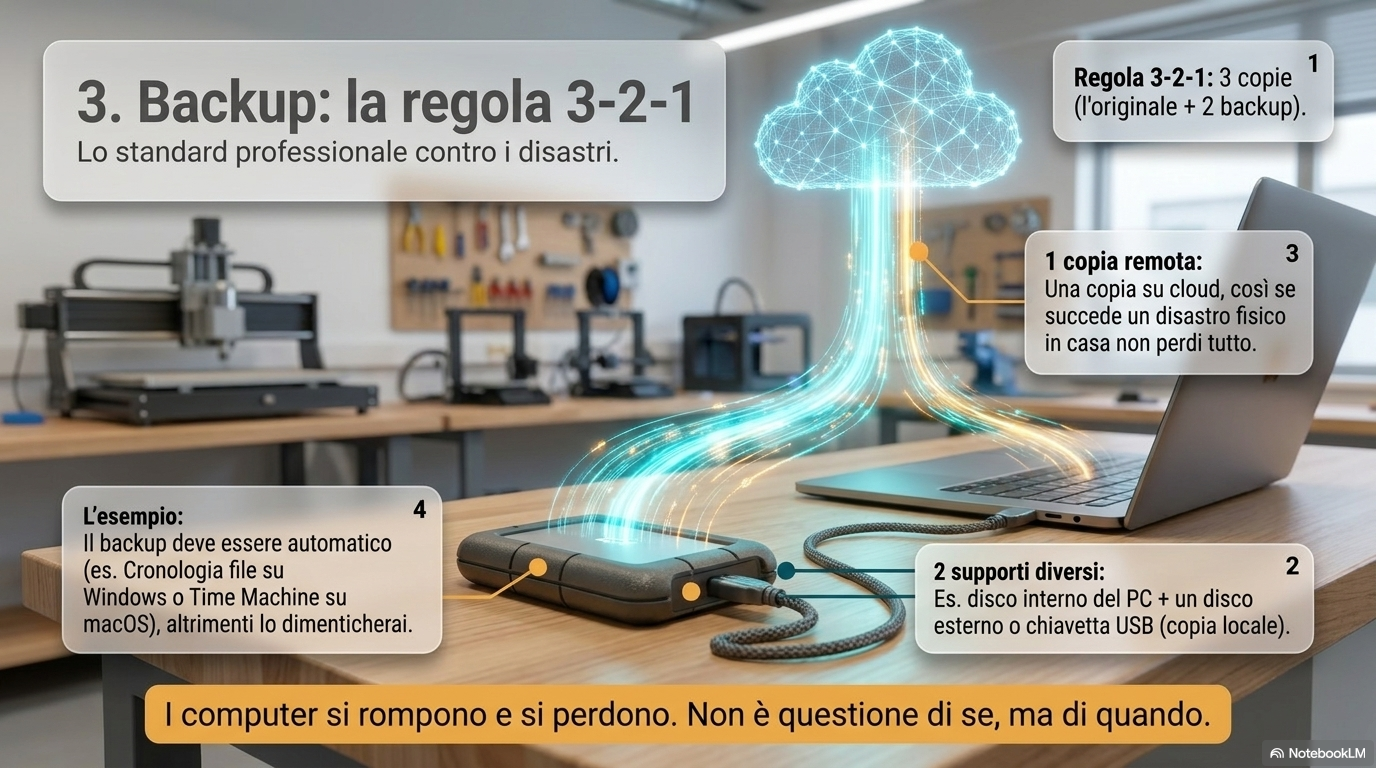 3. Backup: la regola 3-2-1
Lo standard professionale contro i disastri.
1
Regola 3-2-1: 3 copie
(l'originale + 2 backup).
3
1 copia remota:
Una copia su cloud, così se
succede un disastro fisico
in casa non perdi tutto.
4
L'esempio:
Il backup deve essere automatico
(es. Cronologia file su
Windows o Time Machine su
macOS), altrimenti lo dimenticherai.
2
2 supporti diversi:
Es. disco interno del PC + un disco
esterno o chiavetta USB (copia locale).
I computer si rompono e si perdono. Non è questione di se, ma di quando.
NotebookLM